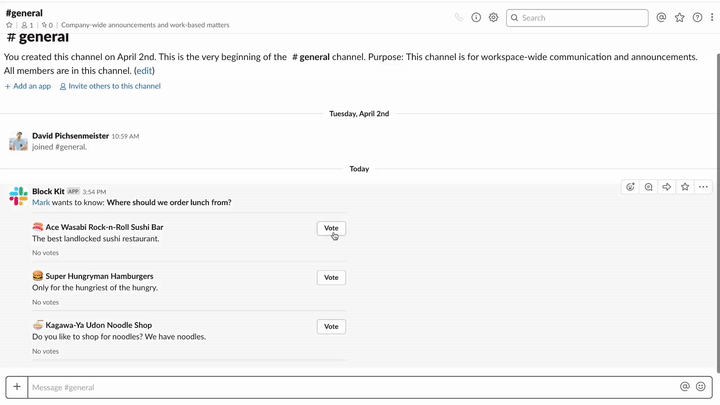 #general
1 | 0 | Company-wide announcements and work-based matters
Search
# general
You created this channel on April 2nd. This is the very beginning of the # general channel. Purpose: This channel is for workspace-wide communication and announcements.
All members are in this channel. (edit)
+ Add an app Invite others to this channel
Tuesday, April 2nd
David Pichsenmeister 10:59 AM
joined #general.
Today
Block Kit APP 3:54 PM
Mark wants to know: Where should we order lunch from?
Ace Wasabi Rock-n-Roll Sushi Bar
The best landlocked sushi restaurant.
Vote
No votes
Super Hungryman Hamburgers
Only for the hungriest of the hungry.
Vote
No votes
Kagawa-Ya Udon Noodle Shop
Do you like to shop for noodles? We have noodles.
Vote
No votes
Message #general